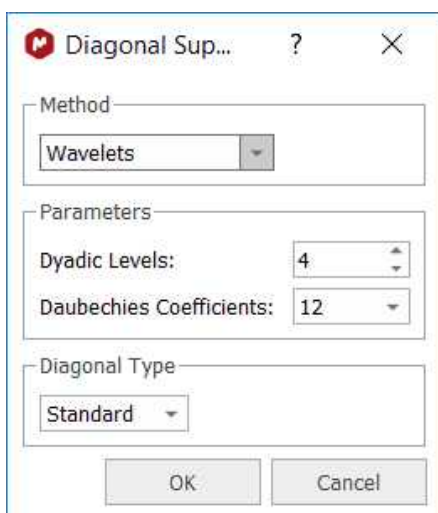 Diagonal Sup... ?
Method
Wavelets
Parameters
Dyadic Levels: 4
Daubechies Coefficients: 12
Diagonal Type
Standard
OK Cancel